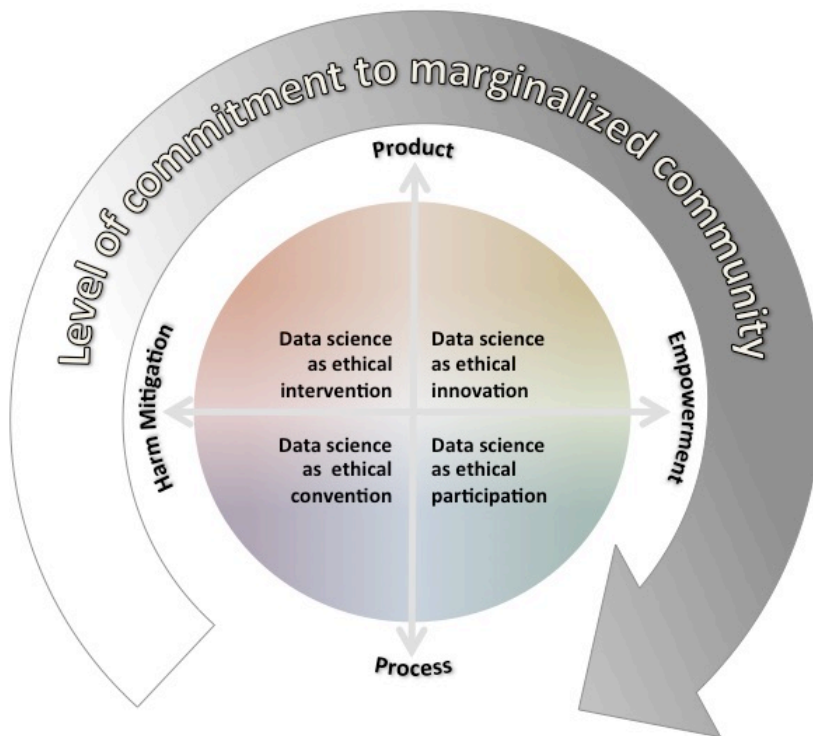 Level of commitment to marginalized community
Product
Harm Mitigation
Empowerment
Data science
as ethical
intervention
Data science
as ethical
innovation
Data science
as ethical
convention
Data science
as ethical
participation
Process